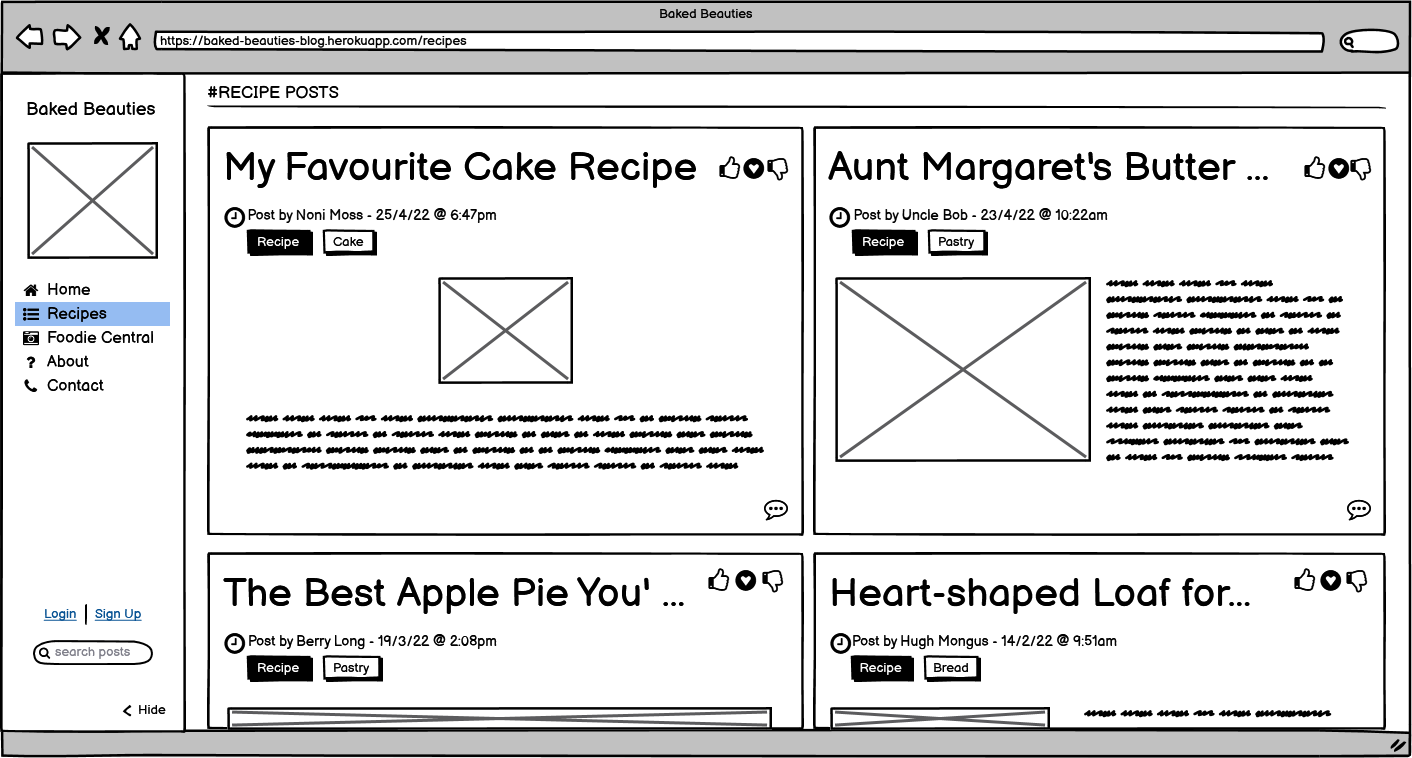 Baked Beauties
https://baked-beauties-blog.herokuapp.com/recipes
Baked Beauties
Home
Recipes
Foodie Central
? About
Contact
Login
Sign Up
search posts
Hide
#RECIPE POSTS
My Favourite Cake Recipe
Post by Noni Moss - 25/4/22 @ 6:47pm
Recipe
Cake
Aunt Margaret's Butter ...
Post by Uncle Bob - 23/4/22 @ 10:22am
Recipe
Pastry
The Best Apple Pie You' ...
Post by Berry Long - 19/3/22 @ 2:08pm
Recipe
Pastry
Heart-shaped Loaf for...
Post by Hugh Mongus - 14/2/22 @ 9:51am
Recipe
Bread